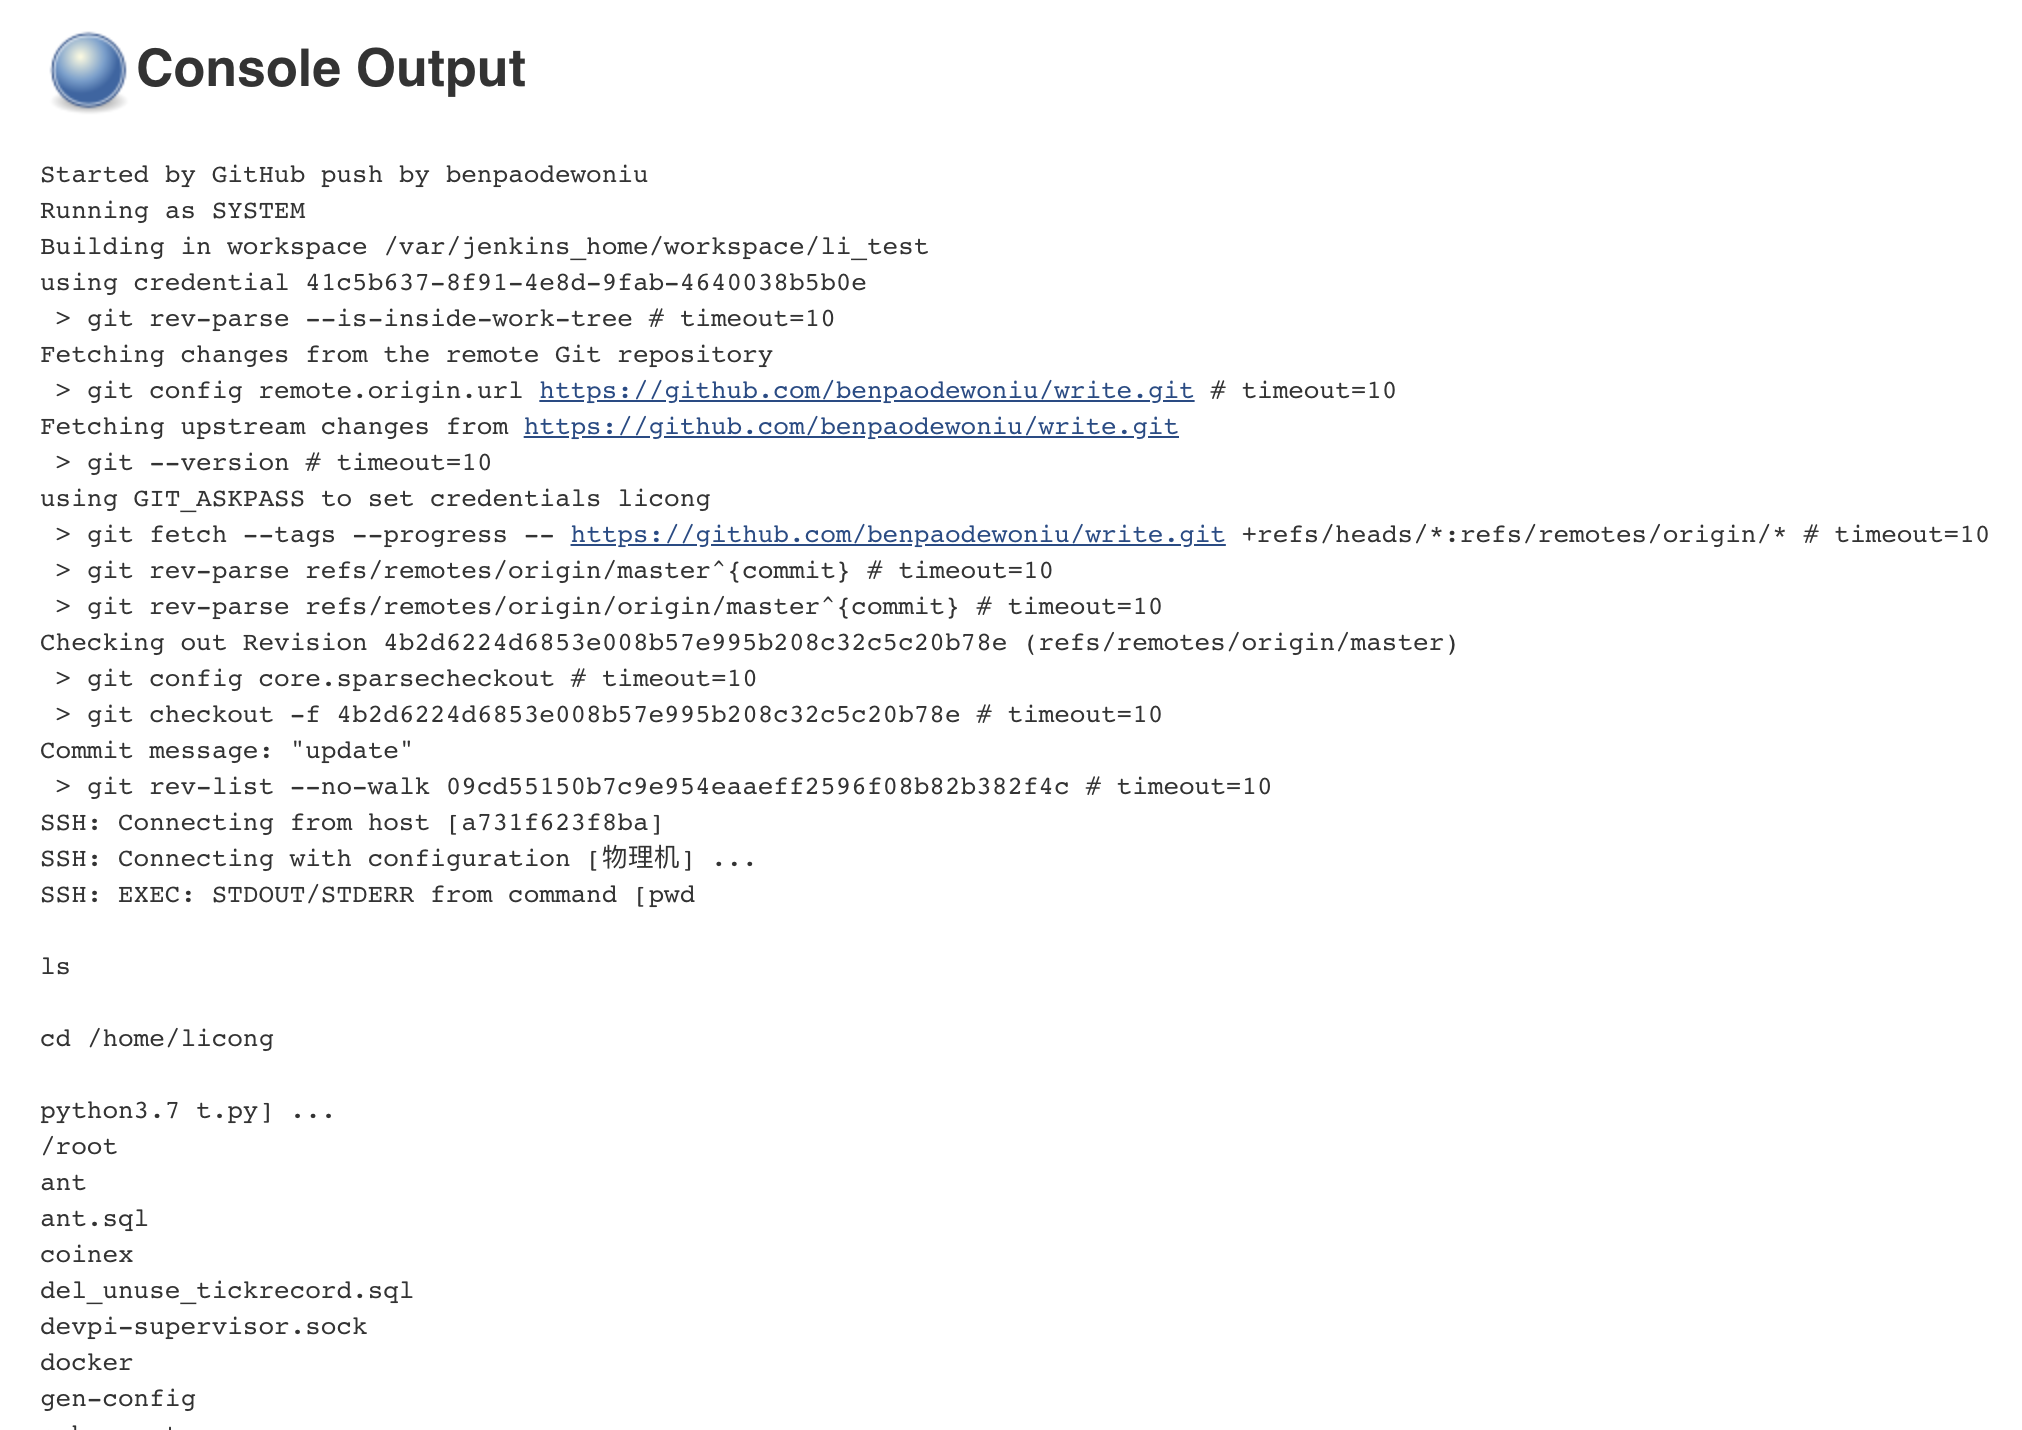 Console Output
Started by GitHub push by benpaodewoniu
Running as SYSTEM
Building in workspace /var/jenkins_home/workspace/li_test
using credential 41c5b637-8f91-4e8d-9fab-4640038b5b0e
 > git rev-parse --is-inside-work-tree # timeout=10
Fetching changes from the remote Git repository
 > git config remote.origin.url https://github.com/benpaodewoniu/write.git # timeout=10
Fetching upstream changes from https://github.com/benpaodewoniu/write.git
 > git --version # timeout=10
using GIT_ASKPASS to set credentials licong
 > git fetch --tags --progress -- https://github.com/benpaodewoniu/write.git +refs/heads/*:refs/remotes/origin/* # timeout=10
 > git rev-parse refs/remotes/origin/master^{commit} # timeout=10
 > git rev-parse refs/remotes/origin/origin/master^{commit} # timeout=10
Checking out Revision 4b2d6224d6853e008b57e995b208c32c5c20b78e (refs/remotes/origin/master)
 > git config core.sparsecheckout # timeout=10
 > git checkout -f 4b2d6224d6853e008b57e995b208c32c5c20b78e # timeout=10
Commit message: "update"
 > git rev-list --no-walk 09cd55150b7c9e954eaaeff2596f08b82b382f4c # timeout=10
SSH: Connecting from host [a731f623f8ba]
SSH: Connecting with configuration [物理机] ...
SSH: EXEC: STDOUT/STDERR from command [pwd
ls
cd /home/licong
python3.7 t.py] ...
/root
ant
ant.sql
coinex
del_unuse_tickrecord.sql
devpi-supervisor.sock
docker
gen-config